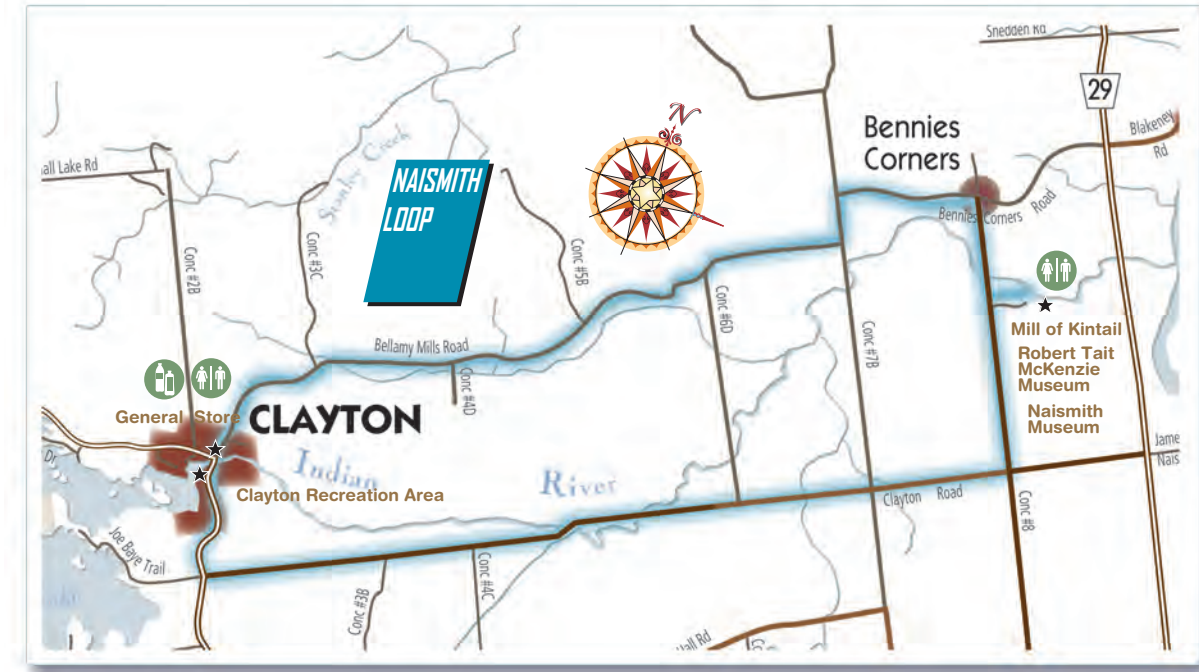 Snedden Rd
29
Blakeney
Rd
Bennies
Corners
Bennies Corners Road
all Lake Rd
Stanley Creek
NAISMITH
LOOP
N
Conc #2B
Conc #3C
Conc #5B
Conc #6D
Conc #7B
Mill of Kintail
Robert Tait
McKenzie
Museum
Naismith
Museum
Bellamy Mills Road
Conc #4D
General Store
CLAYTON
Dr
Indian River
Clayton Recreation Area
Jame
Nais
Clayton Road
Conc #8
Joe Baye Trail
Conc #3B
Conc #4C
Hall Rd